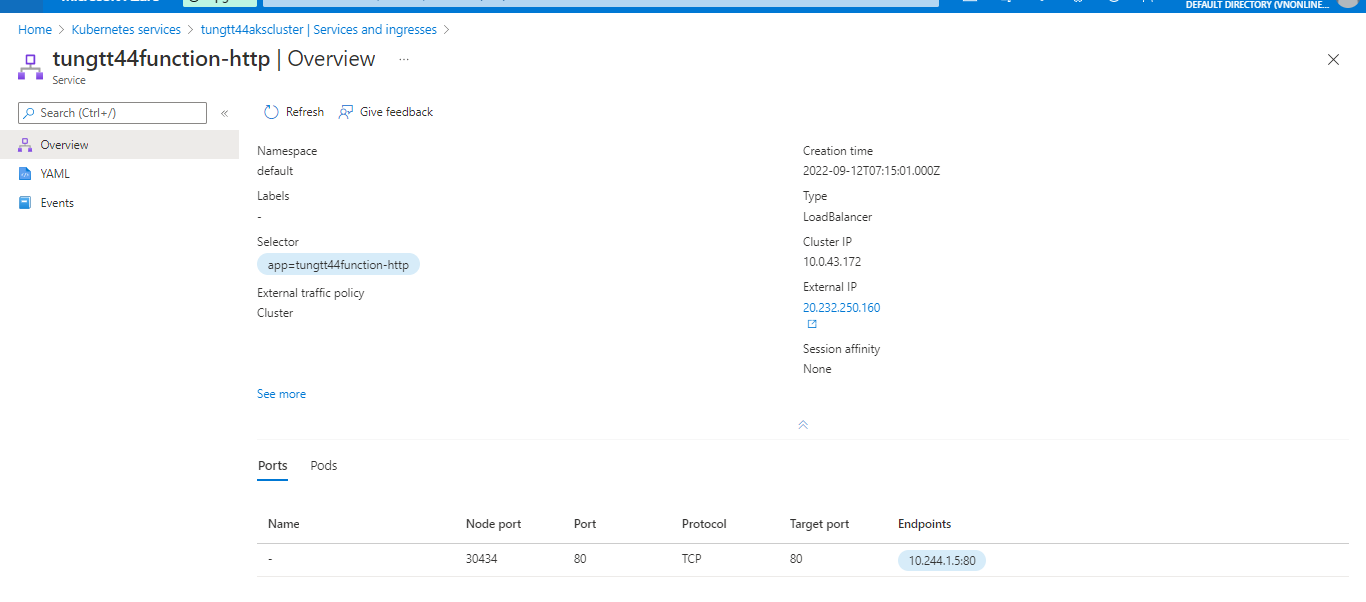 DEFAULT DIRECTORY (VNONLINE...
Home > Kubernetes services > tungtt44akscluster | Services and ingresses >
tungtt44function-http | Overview ...
Service
Search (Ctrl+/)
«
Refresh
Give feedback
Overview
YAML
Events
Namespace
default
Labels
-
Selector
app=tungtt44function-http
External traffic policy
Cluster
See more
Creation time
2022-09-12T07:15:01.000Z
Type
LoadBalancer
Cluster IP
10.0.43.172
External IP
20.232.250.160
Session affinity
None
Ports Pods
Name Node port Port Protocol Target port Endpoints
- 30434 80 TCP 80 10.244.1.5:80